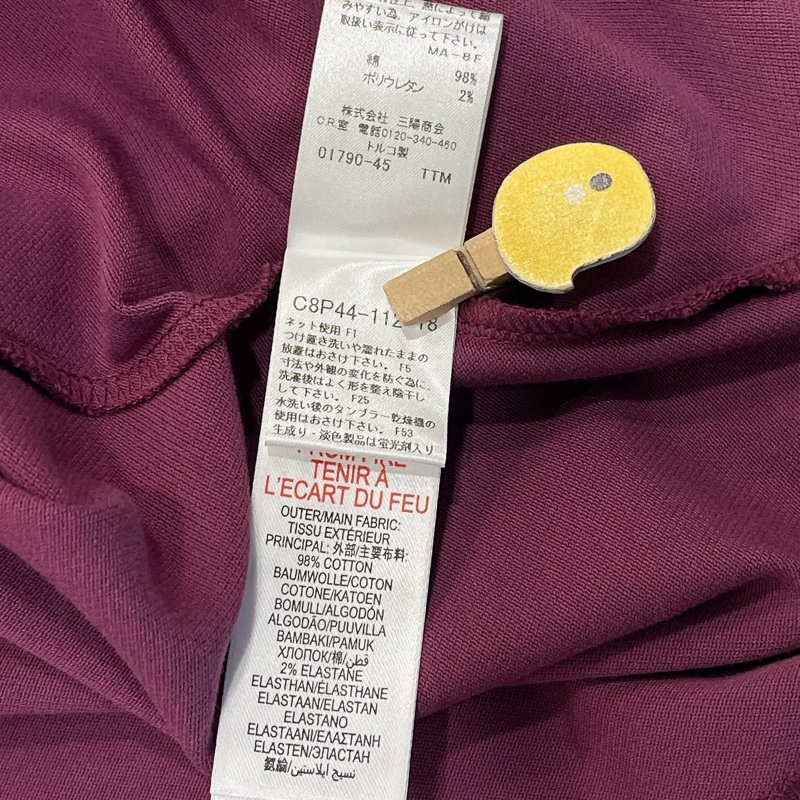 みやすい為、アイロンがけは
取扱い表示に従って下さい。
MA-BF
綿 98%
ポリウレタン 2%
株式会社 三陽商会
C.R.室 電話0120-340-460
トルコ製
01790-45 TTM
C8P44-112-18
ネット使用 F1
つけ置き洗いや濡れたままの
放置はおさけ下さい。 F5
寸法や外観の変化を防ぐ為に、
洗濯後はよく形を整え陰干し
して下さい。 F25
水洗い後のタンブラー乾燥機の
使用はおさけ下さい。 F53
生成り・淡色製品は蛍光剤入り
FROM FIRE
TENIR À
L'ECART DU FEU
OUTER/MAIN FABRIC:
TISSU EXTÉRIEUR
PRINCIPAL: 外部/主要布料:
98% COTTON
BAUMWOLLE/COTON
COTONE/KATOEN
BOMULL/ALGODÓN
ALGODÃO/PUUVILLA
BAMBAKI/PAMUK
ХЛОПОК/棉/قطن
2% ELASTANE
ELASTHAN/ÉLASTHANE
ELASTAAN/ELASTAN
ELASTANO
ELASTAANI/ΕΛΑΣΤΑΝΗ
ELASTEN/ЭЛАСТАН
氨綸/نسيج إيلاستين